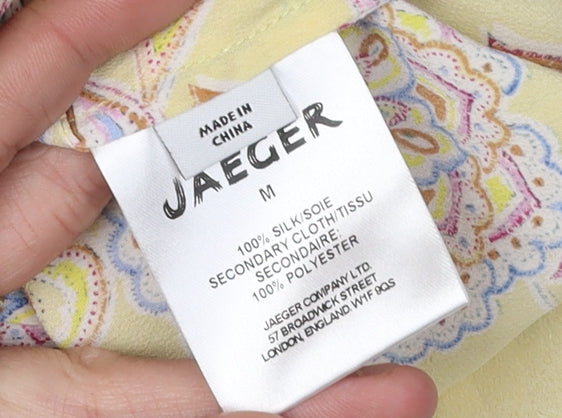 MADE IN
CHINA
JAEGER
M
100% SILK/SOIE
SECONDARY CLOTH/TISSU
SECONDAIRE:
100% POLYESTER
JAEGER COMPANY LTD.
57 BROADWICK STREET
LONDON, ENGLAND W1F 9QS